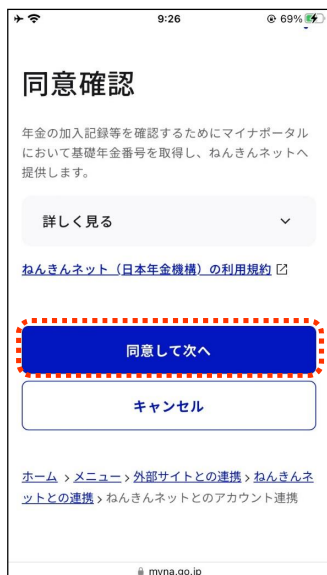 9:26 69%
同意確認
年金の加入記録等を確認するためにマイナポータル
において基礎年金番号を取得し、ねんきんネットへ
提供します。
詳しく見る
ねんきんネット（日本年金機構）の利用規約
同意して次へ
キャンセル
ホーム > メニュー > 外部サイトとの連携 > ねんきんネ
ットとの連携 > ねんきんネットとのアカウント連携
myna.go.jp